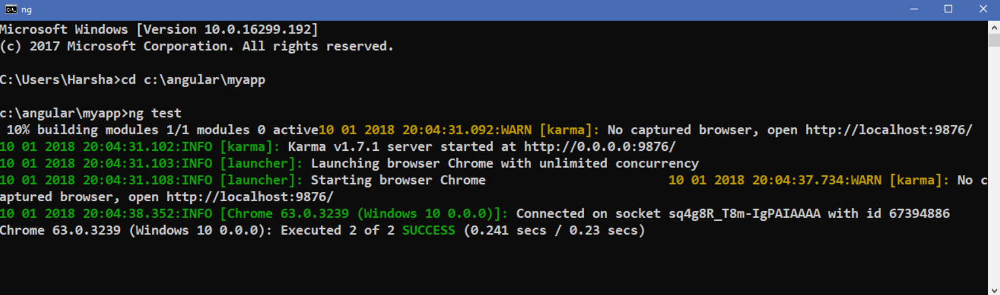 ng
Microsoft Windows [Version 10.0.16299.192]
(c) 2017 Microsoft Corporation. All rights reserved.
C:\Users\Harsha>cd c:\angular\myapp
c:\angular\myapp>ng test
 10% building modules 1/1 modules 0 active10 01 2018 20:04:31.092:WARN [karma]: No captured browser, open http://localhost:9876/
10 01 2018 20:04:31.102:INFO [karma]: Karma v1.7.1 server started at http://0.0.0.0:9876/
10 01 2018 20:04:31.103:INFO [launcher]: Launching browser Chrome with unlimited concurrency
10 01 2018 20:04:31.108:INFO [launcher]: Starting browser Chrome                        10 01 2018 20:04:37.734:WARN [karma]: No c
aptured browser, open http://localhost:9876/
10 01 2018 20:04:38.352:INFO [Chrome 63.0.3239 (Windows 10 0.0.0)]: Connected on socket sq4g8R_T8m-IgPAIAAAA with id 67394886
Chrome 63.0.3239 (Windows 10 0.0.0): Executed 2 of 2 SUCCESS (0.241 secs / 0.23 secs)